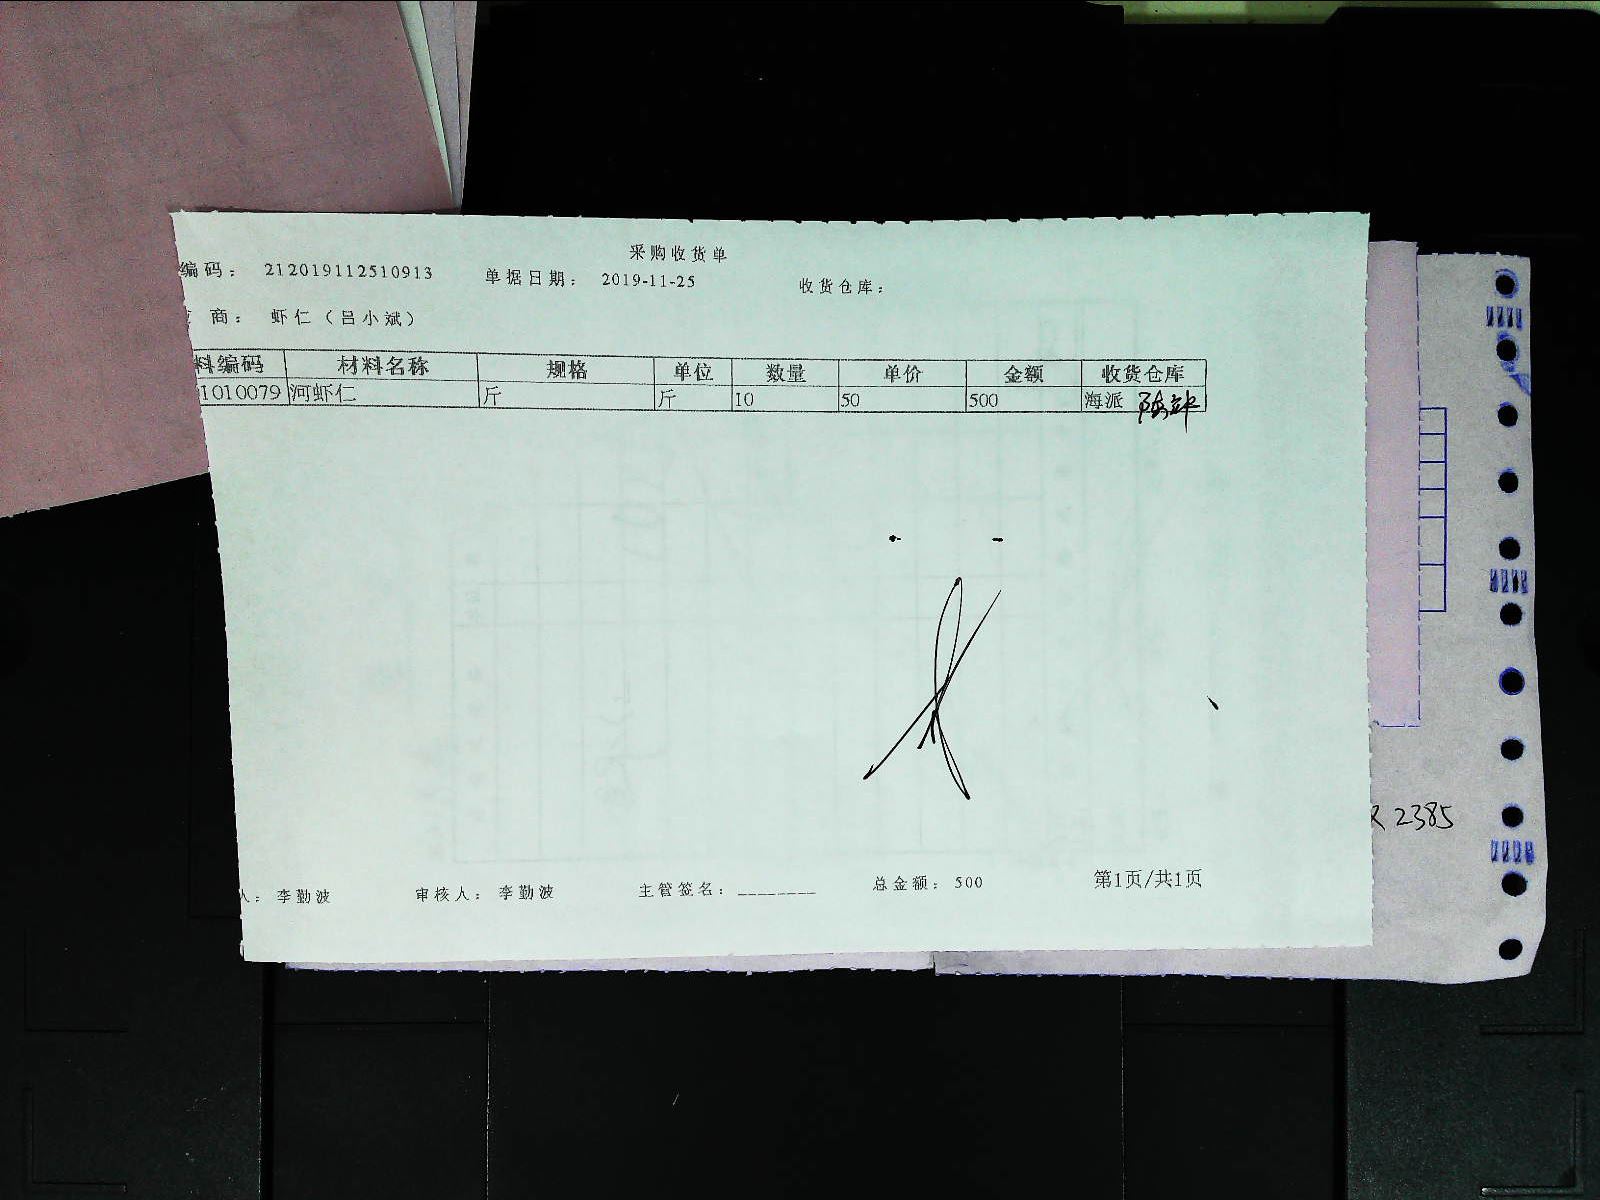 采购收货单
编码： 212019112510913 单据日期： 2019-11-25 收货仓库：
商： 虾仁（吕小斌）
料编码 材料名称 规格 单位 数量 单价 金额 收货仓库
1010079 河虾仁 斤 斤 10 50 500 海派
2385
人： 李勤波 审核人： 李勤波 主管签名：________ 总金额： 500 第1页/共1页